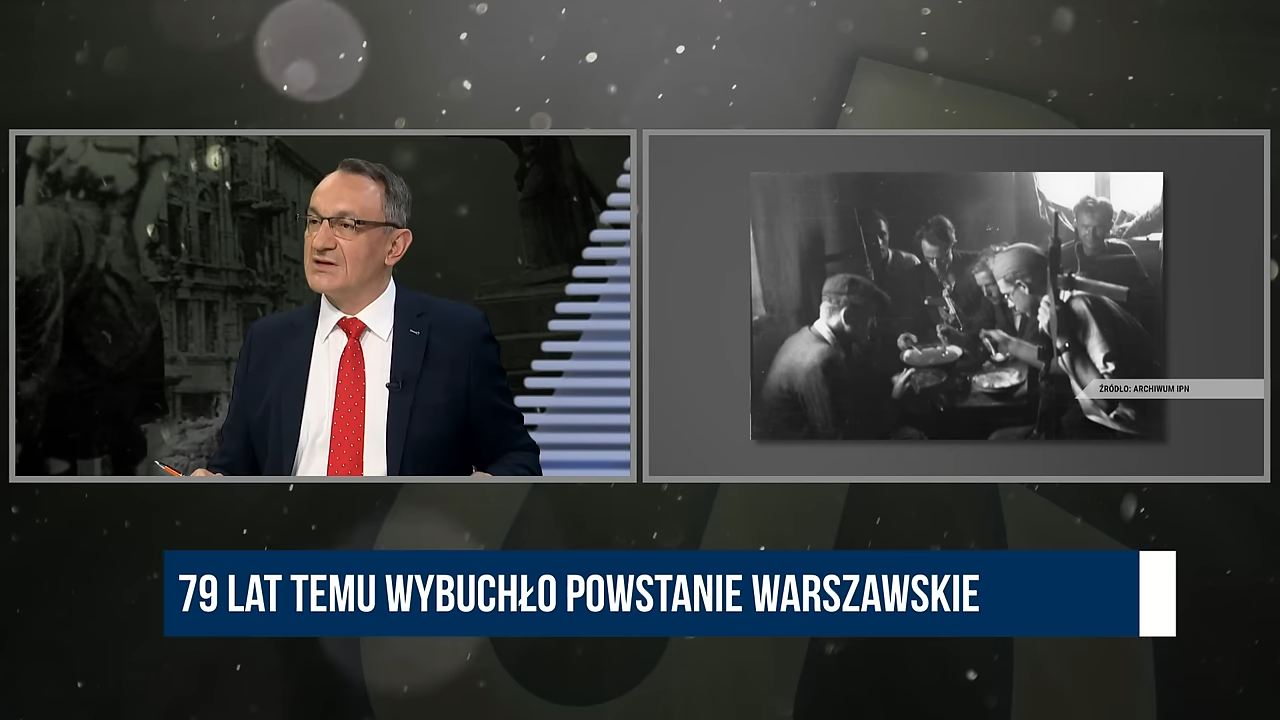 ŹRÓDŁO: ARCHIWUM IPN
79 LAT TEMU WYBUCHŁO POWSTANIE WARSZAWSKIE